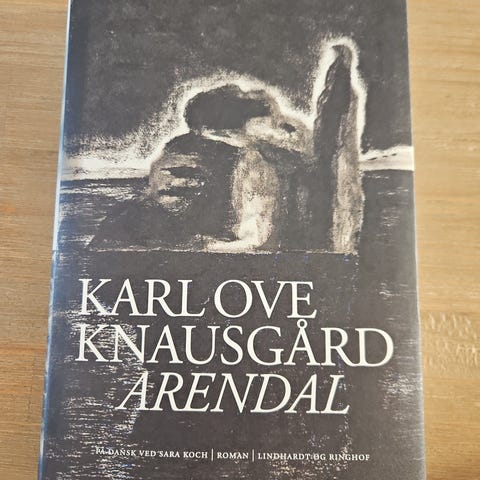 KARL OVE
KNAUSGÅRD
ARENDAL
PÅ DANSK VED SARA KOCH | ROMAN | LINDHARDT OG RINGHOF